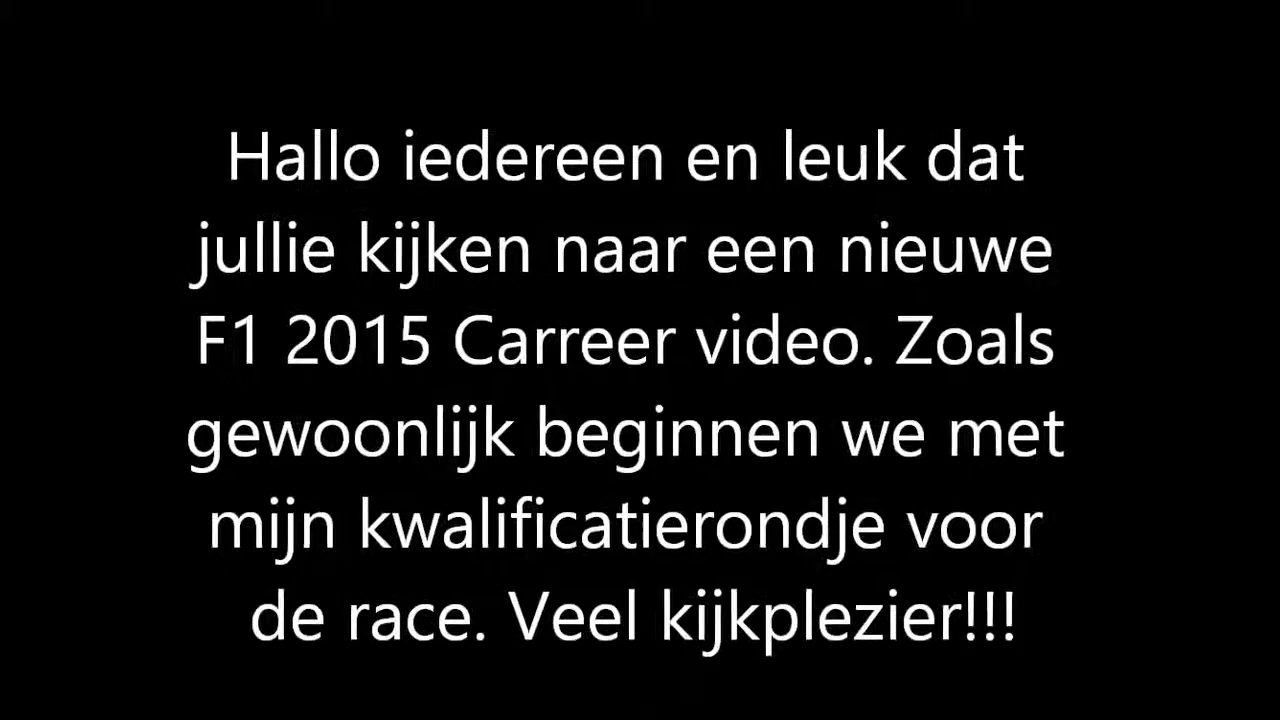 Hallo iedereen en leuk dat
jullie kijken naar een nieuwe
F1 2015 Carreer video. Zoals
gewoonlijk beginnen we met
mijn kwalificatierondje voor
de race. Veel kijkplezier!!!